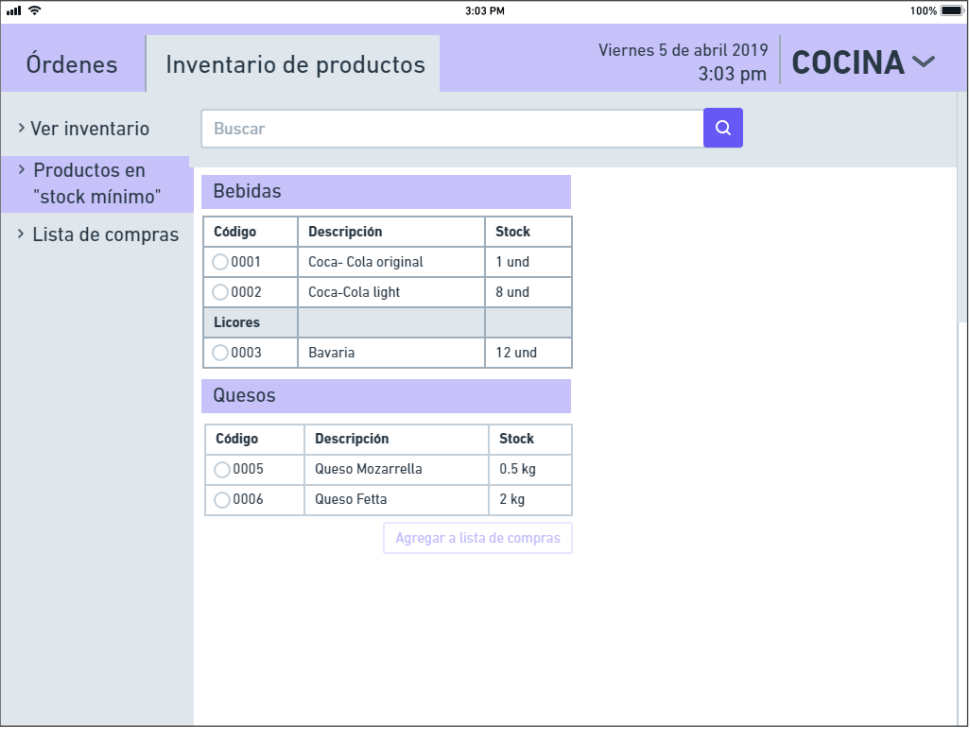 3:03 PM
100%
Órdenes
Inventario de productos
Viernes 5 de abril 2019
3:03 pm
COCINA
> Ver inventario
> Productos en
"stock mínimo"
> Lista de compras
Buscar
Bebidas
Código Descripción Stock
0001 Coca- Cola original 1 und
0002 Coca-Cola light 8 und
Licores
0003 Bavaria 12 und
Quesos
Código Descripción Stock
0005 Queso Mozarrella 0.5 kg
0006 Queso Fetta 2 kg
Agregar a lista de compras